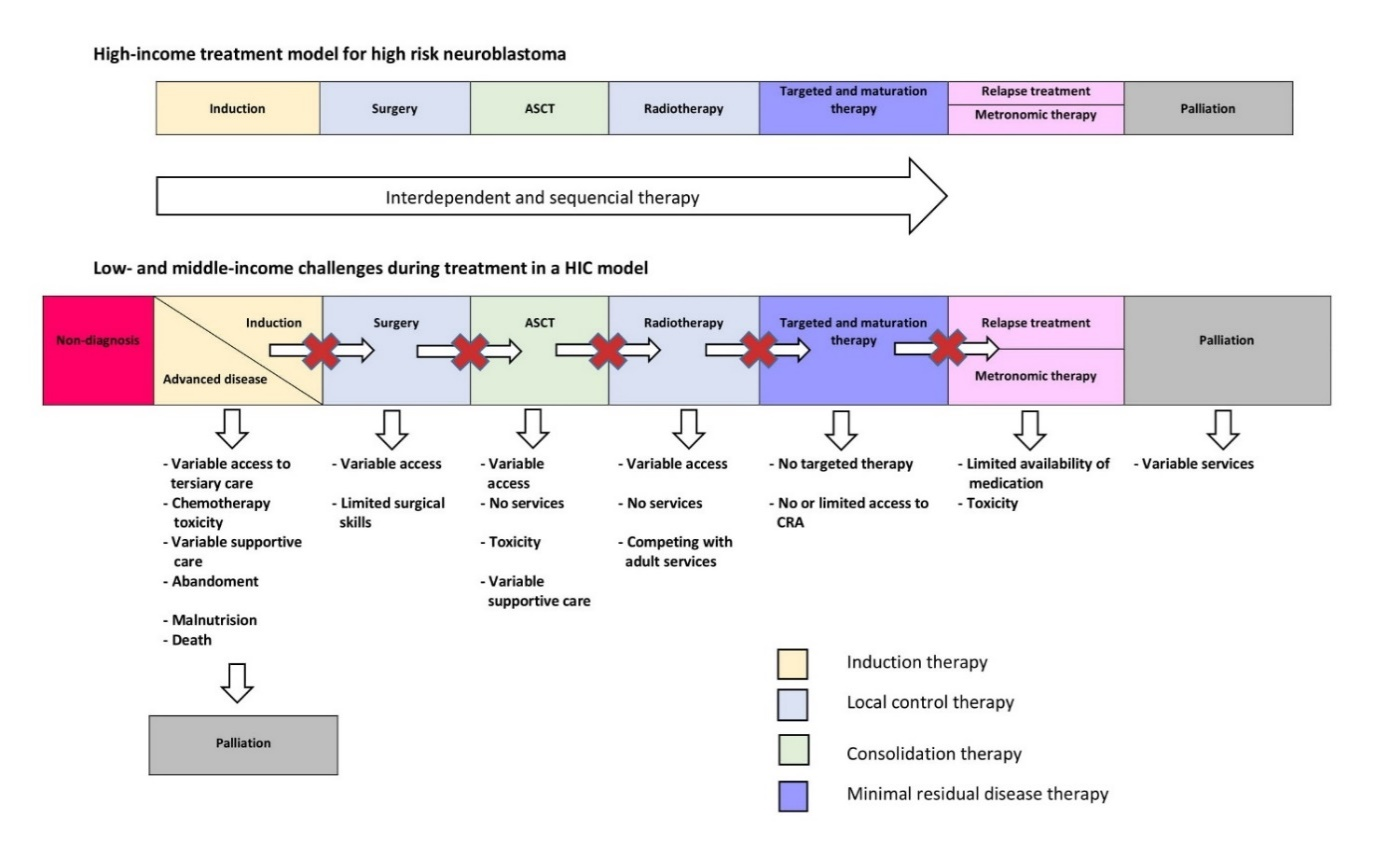 High-income treatment model for high risk neuroblastoma
Induction
Surgery
ASCT
Radiotherapy
Targeted and maturation
therapy
Relapse treatment
Metronomic therapy
Palliation
Interdependent and sequencial therapy
Low- and middle-income challenges during treatment in a HIC model
Non-diagnosis
Induction
Advanced disease
Surgery
ASCT
Radiotherapy
Targeted and maturation
therapy
Relapse treatment
Metronomic therapy
Palliation
- Variable access to
tertiary care
- Chemotherapy
toxicity
- Variable supportive
care
- Abandoment
- Malnutrision
- Death
Palliation
- Variable access
- Limited surgical
skills
- Variable
access
- No services
- Toxicity
- Variable
supportive care
- Variable access
- No services
- Competing with
adult services
- No targeted therapy
- No or limited access to
CRA
- Limited availability of
medication
- Toxicity
- Variable services
Induction therapy
Local control therapy
Consolidation therapy
Minimal residual disease therapy